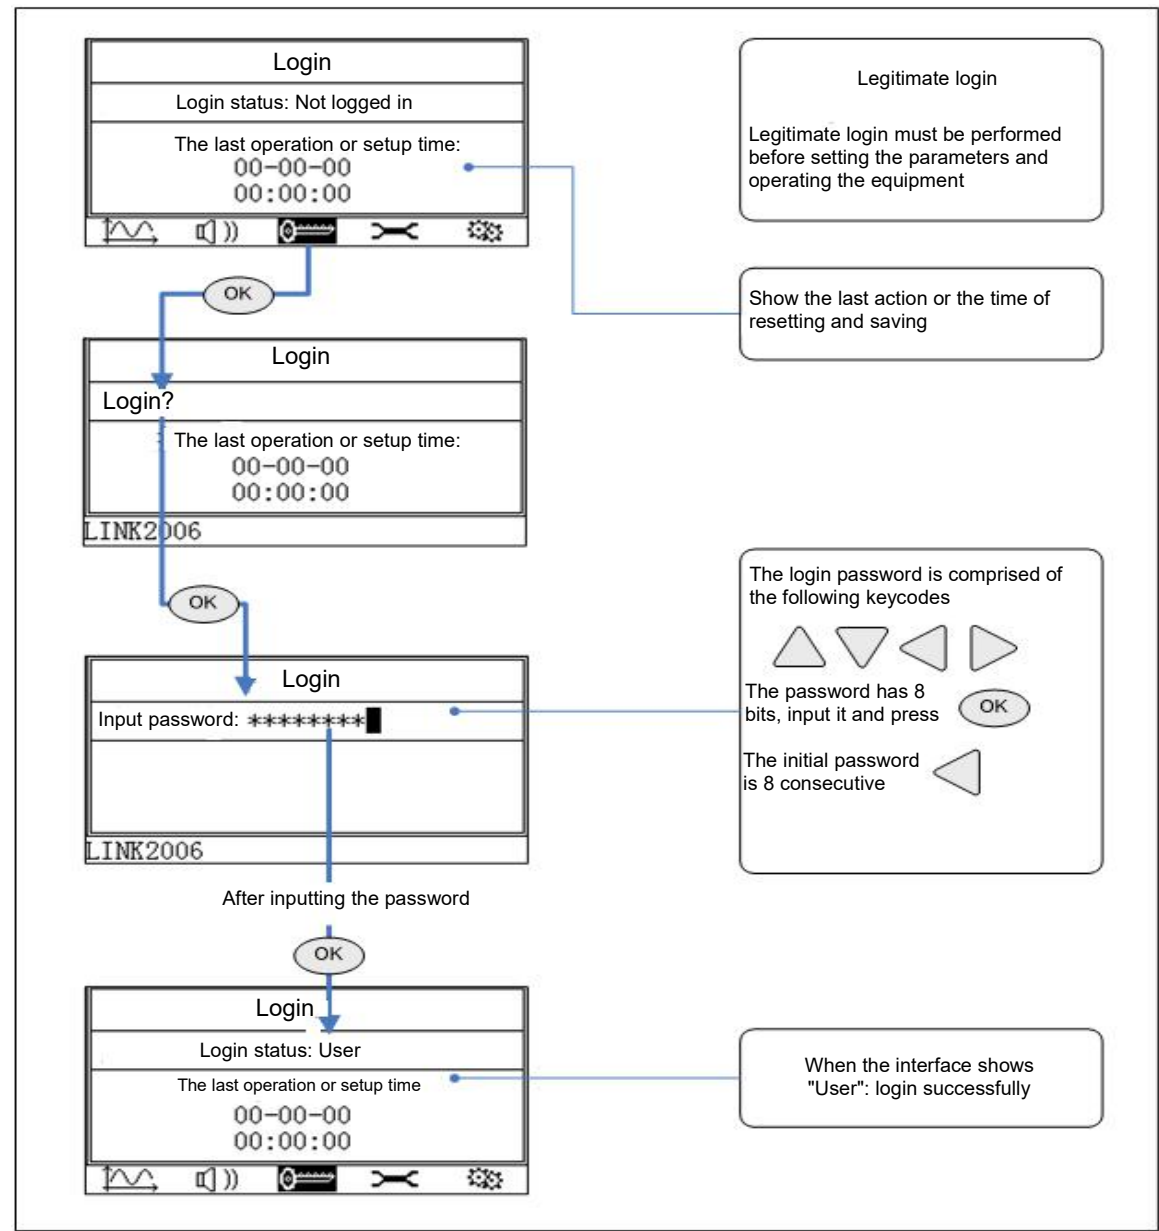 Login
Login status: Not logged in
The last operation or setup time:
00-00-00
00:00:00
Legitimate login
Legitimate login must be performed
before setting the parameters and
operating the equipment
OK
Show the last action or the time of
resetting and saving
Login
Login?
The last operation or setup time:
00-00-00
00:00:00
LINK2006
OK
Login
Input password: ********
LINK2006
The login password is comprised of
the following keycodes
The password has 8
bits, input it and press
OK
The initial password
is 8 consecutive
After inputting the password
OK
Login
Login status: User
The last operation or setup time
00-00-00
00:00:00
When the interface shows
"User": login successfully